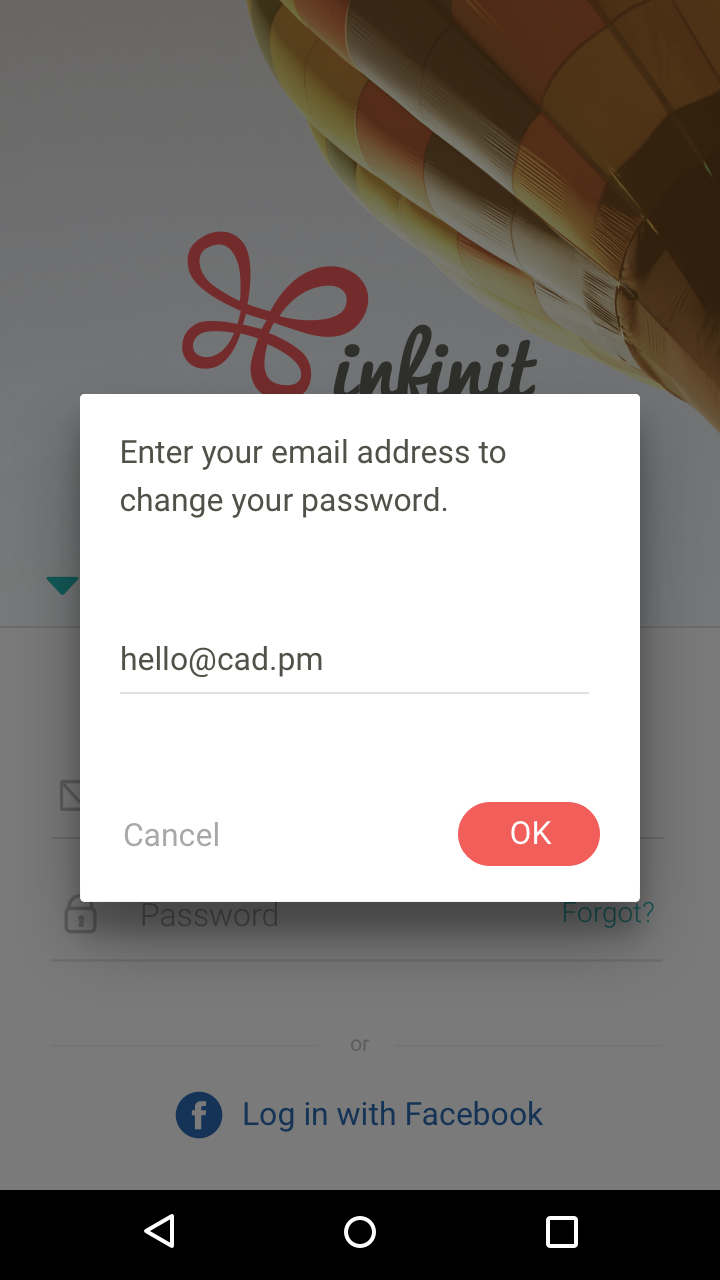 infinit
Enter your email address to
change your password.
hello@cad.pm
Cancel
OK
Password
Forgot?
or
f
Log in with Facebook